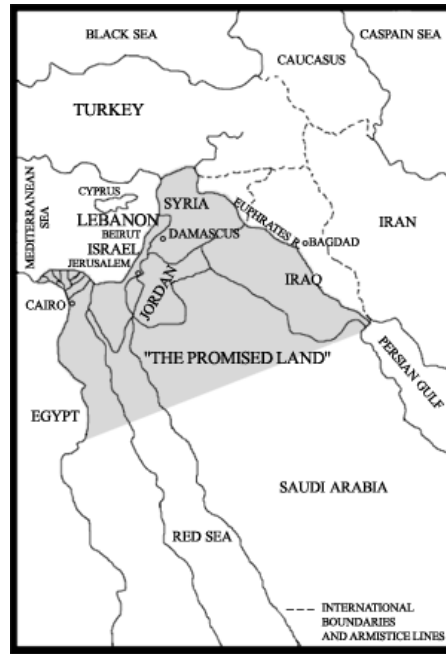 BLACK SEA
CASPAIN SEA
CAUCASUS
TURKEY
MEDITERRANEAN
SEA
CYPRUS
SYRIA
LEBANON
BEIRUT
ISRAEL
JERUSALEM
DAMASCUS
EUPHRATES R.
BAGDAD
IRAN
CAIRO
JORDAN
IRAQ
"THE PROMISED LAND"
PERSIAN GULF
EGYPT
SAUDI ARABIA
RED SEA
INTERNATIONAL
BOUNDARIES
AND ARMISTICE LINES